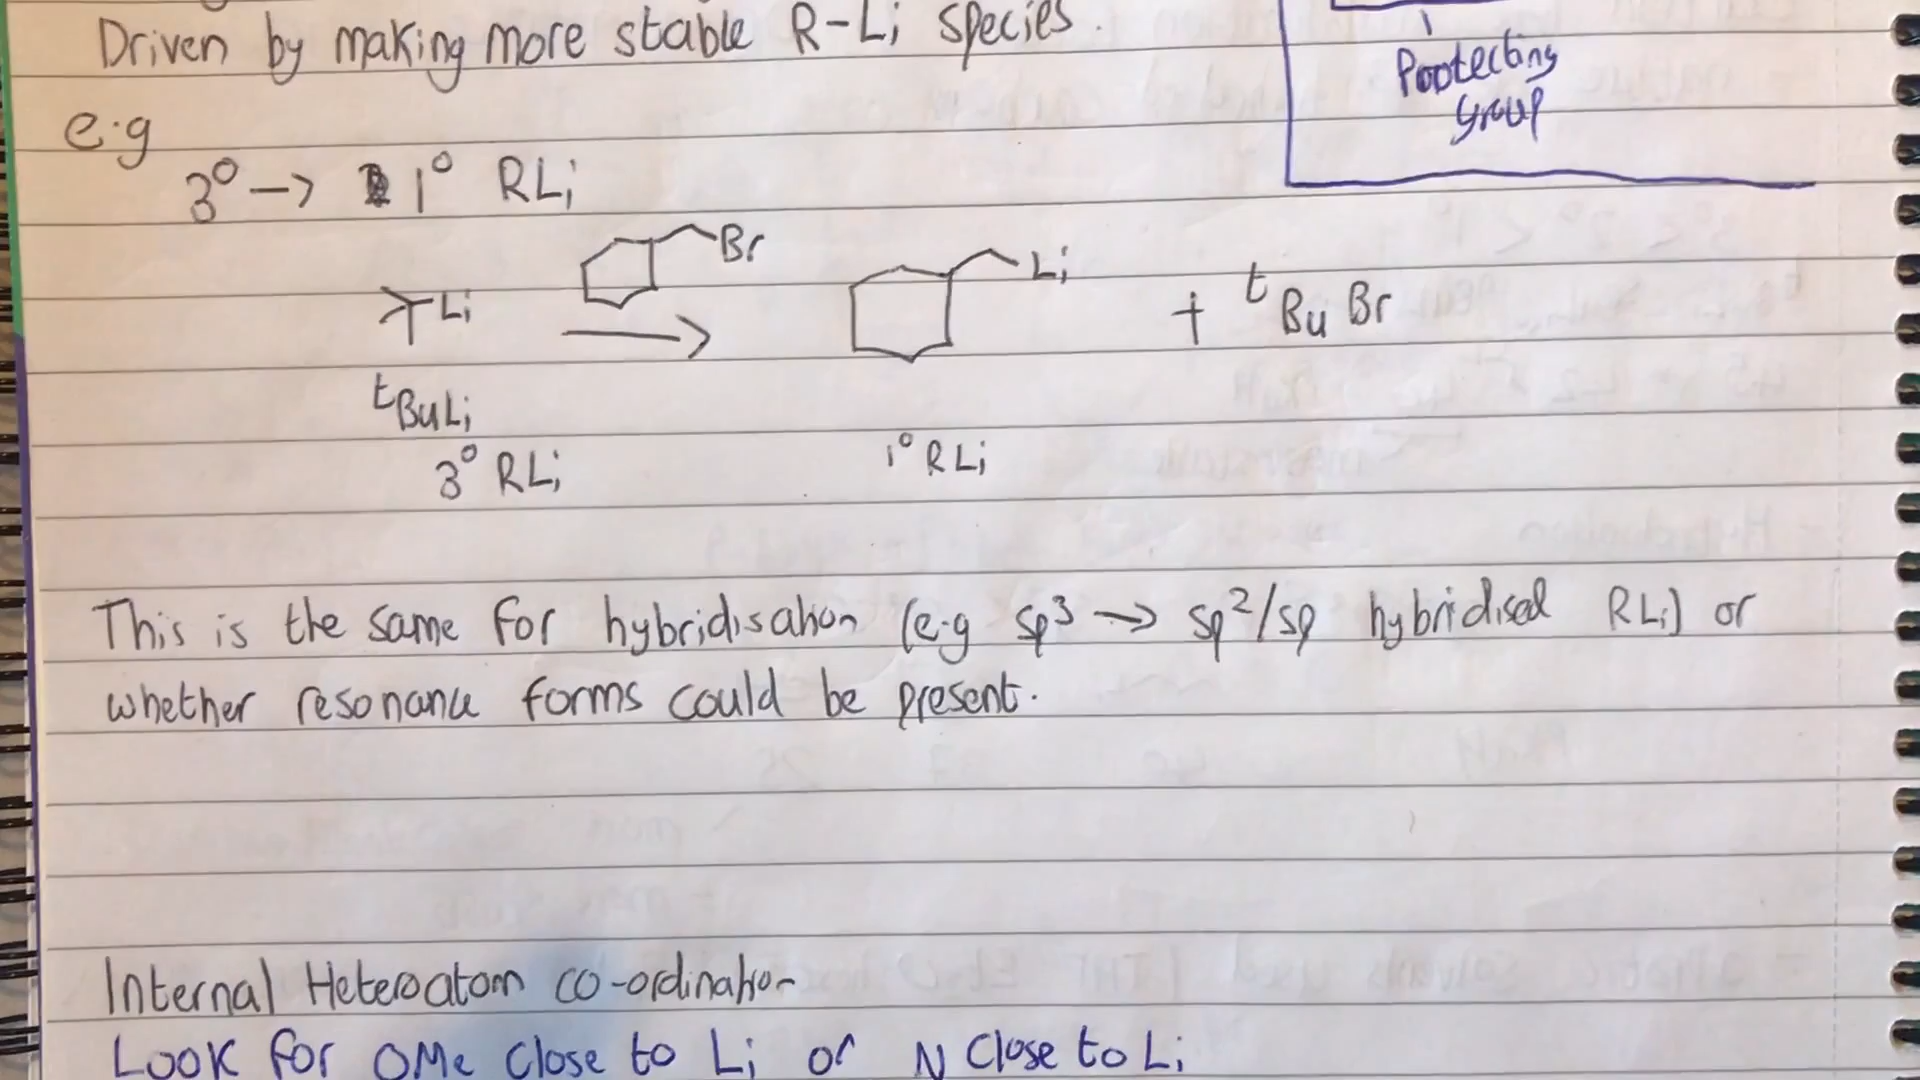 Driven by making more stable R-Li species.
Protecting
group
e.g
3° -> 1° RLi
Br
Li
Li
+ ᵗBuBr
ᵗBuLi
3° RLi
1° RLi
This is the same for hybridisation (e.g sp³ -> sp²/sp hybridised RLi) or
whether resonance forms could be present.
Internal Heteroatom co-ordination
Look for OMe close to Li or N close to Li